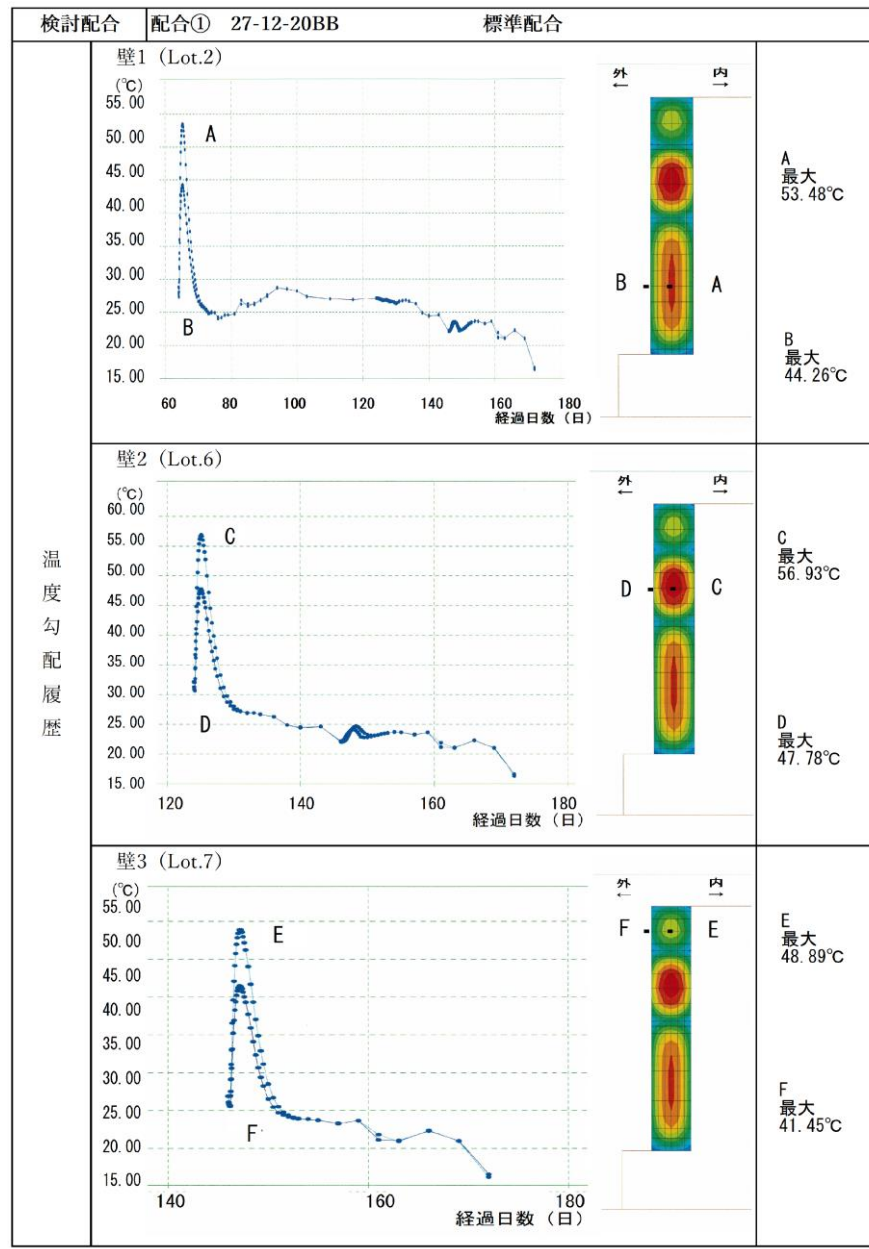 検討配合 配合① 27-12-20BB 標準配合
温度勾配履歴
壁1 (Lot.2)
(℃)
55.00
50.00
45.00
40.00
35.00
30.00
25.00
20.00
15.00
60 80 100 120 140 160 180
経過日数(日)
A
B
外 内
← →
B A
A
最大
53.48℃
B
最大
44.26℃
壁2 (Lot.6)
(℃)
60.00
55.00
50.00
45.00
40.00
35.00
30.00
25.00
20.00
15.00
120 140 160 180
経過日数(日)
C
D
外 内
← →
D C
C
最大
56.93℃
D
最大
47.78℃
壁3 (Lot.7)
(℃)
55.00
50.00
45.00
40.00
35.00
30.00
25.00
20.00
15.00
140 160 180
経過日数(日)
E
F
外 内
← →
F E
E
最大
48.89℃
F
最大
41.45℃